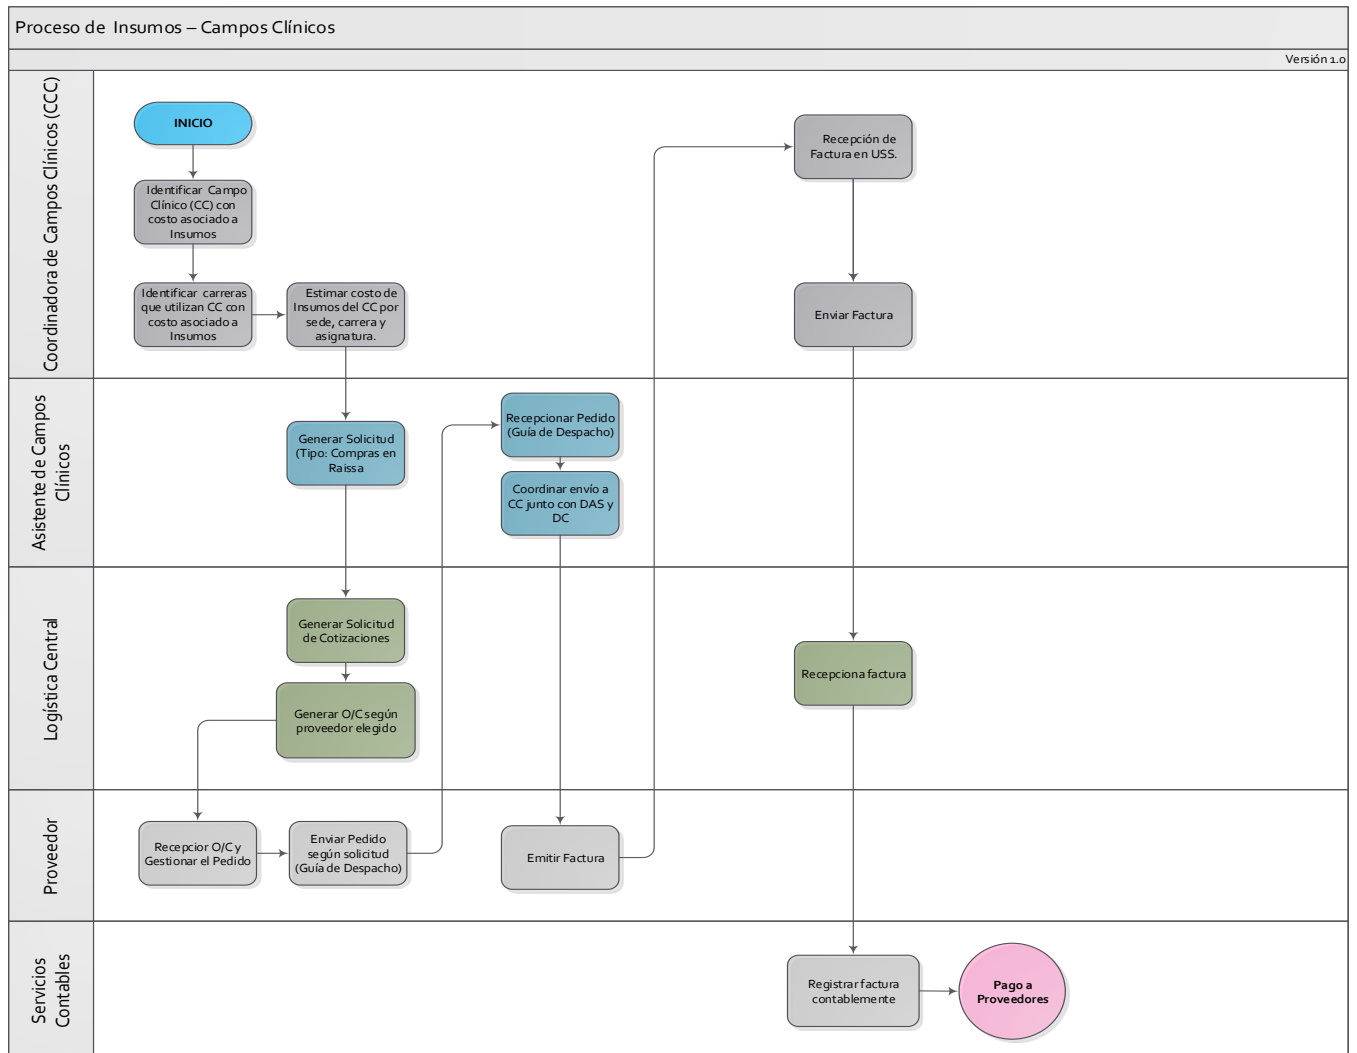 Proceso de Insumos – Campos Clínicos
Versión 1.0
Coordinadora de Campos Clínicos (CCC)
INICIO
Identificar Campo
Clínico (CC) con
costo asociado a
Insumos
Identificar carreras
que utilizan CC con
costo asociado a
Insumos
Estimar costo de
Insumos del CC por
sede, carrera y
asignatura.
Recepción de
Factura en USS.
Enviar Factura
Asistente de Campos
Clínicos
Generar Solicitud
(Tipo: Compras en
Raissa
Recepcionar Pedido
(Guía de Despacho)
Coordinar envío a
CC junto con DAS y
DC
Logística Central
Generar Solicitud
de Cotizaciones
Generar O/C según
proveedor elegido
Recepciona factura
Proveedor
Recepcior O/C y
Gestionar el Pedido
Enviar Pedido
según solicitud
(Guía de Despacho)
Emitir Factura
Servicios
Contables
Registrar factura
contablemente
Pago a
Proveedores